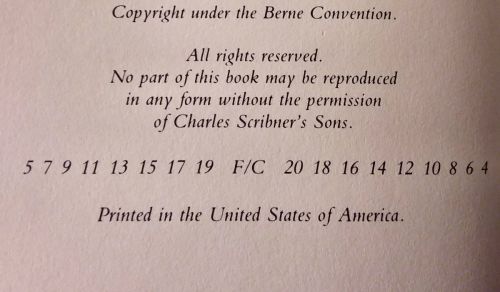 Copyright under the Berne Convention.
All rights reserved.
No part of this book may be reproduced
in any form without the permission
of Charles Scribner's Sons.
5 7 9 11 13 15 17 19 F/C 20 18 16 14 12 10 8 6 4
Printed in the United States of America.